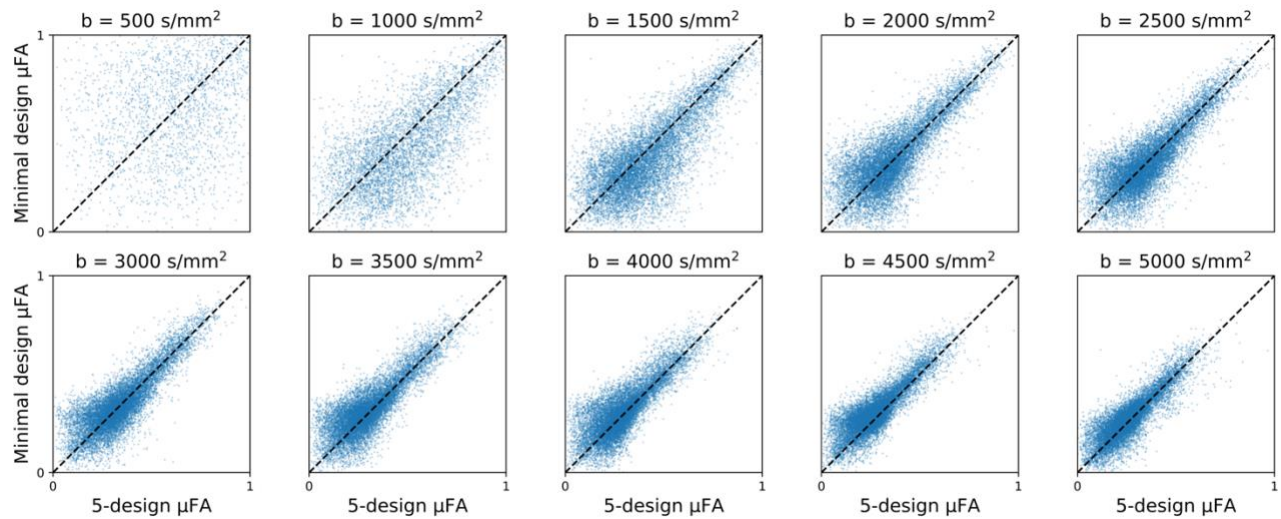 b = 500 s/mm² b = 1000 s/mm² b = 1500 s/mm² b = 2000 s/mm² b = 2500 s/mm²
1
Minimal design μFA
0
b = 3000 s/mm² b = 3500 s/mm² b = 4000 s/mm² b = 4500 s/mm² b = 5000 s/mm²
1
Minimal design μFA
0
0 1 0 1 0 1 0 1 0 1
5-design μFA 5-design μFA 5-design μFA 5-design μFA 5-design μFA